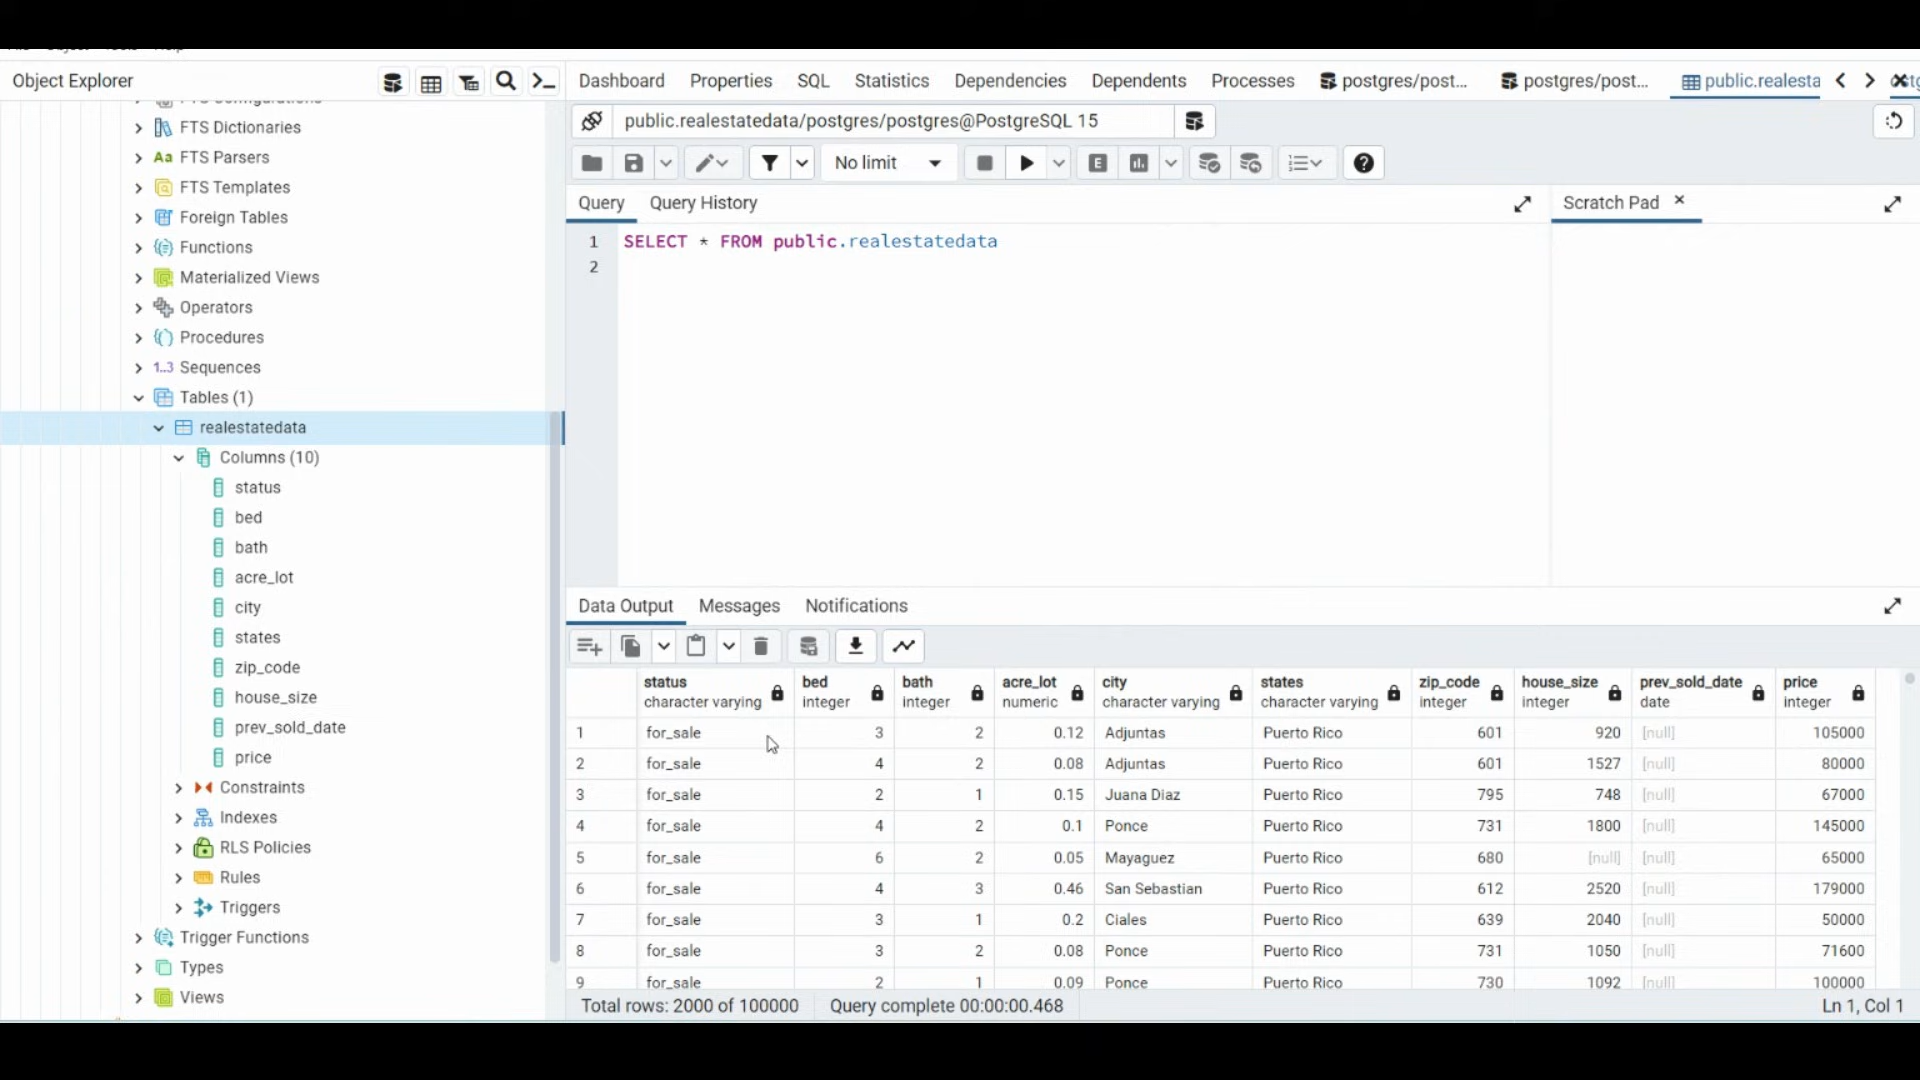 Object Explorer
FTS Configurations
FTS Dictionaries
Aa FTS Parsers
FTS Templates
Foreign Tables
Functions
Materialized Views
Operators
Procedures
1..3 Sequences
Tables (1)
realestatedata
Columns (10)
status
bed
bath
acre_lot
city
states
zip_code
house_size
prev_sold_date
price
Constraints
Indexes
RLS Policies
Rules
Triggers
Trigger Functions
Types
Views
Dashboard Properties SQL Statistics Dependencies Dependents Processes postgres/post... postgres/post... public.realesta
public.realestatedata/postgres/postgres@PostgreSQL 15
No limit E
Query Query History Scratch Pad
1 SELECT * FROM public.realestatedata
2
Data Output Messages Notifications
status bed bath acre_lot city states zip_code house_size prev_sold_date price
character varying integer integer numeric character varying character varying integer integer date integer
1 for_sale 3 2 0.12 Adjuntas Puerto Rico 601 920 [null] 105000
2 for_sale 4 2 0.08 Adjuntas Puerto Rico 601 1527 [null] 80000
3 for_sale 2 1 0.15 Juana Diaz Puerto Rico 795 748 [null] 67000
4 for_sale 4 2 0.1 Ponce Puerto Rico 731 1800 [null] 145000
5 for_sale 6 2 0.05 Mayaguez Puerto Rico 680 [null] [null] 65000
6 for_sale 4 3 0.46 San Sebastian Puerto Rico 612 2520 [null] 179000
7 for_sale 3 1 0.2 Ciales Puerto Rico 639 2040 [null] 50000
8 for_sale 3 2 0.08 Ponce Puerto Rico 731 1050 [null] 71600
9 for_sale 2 1 0.09 Ponce Puerto Rico 730 1092 [null] 100000
Total rows: 2000 of 100000 Query complete 00:00:00.468 Ln 1, Col 1